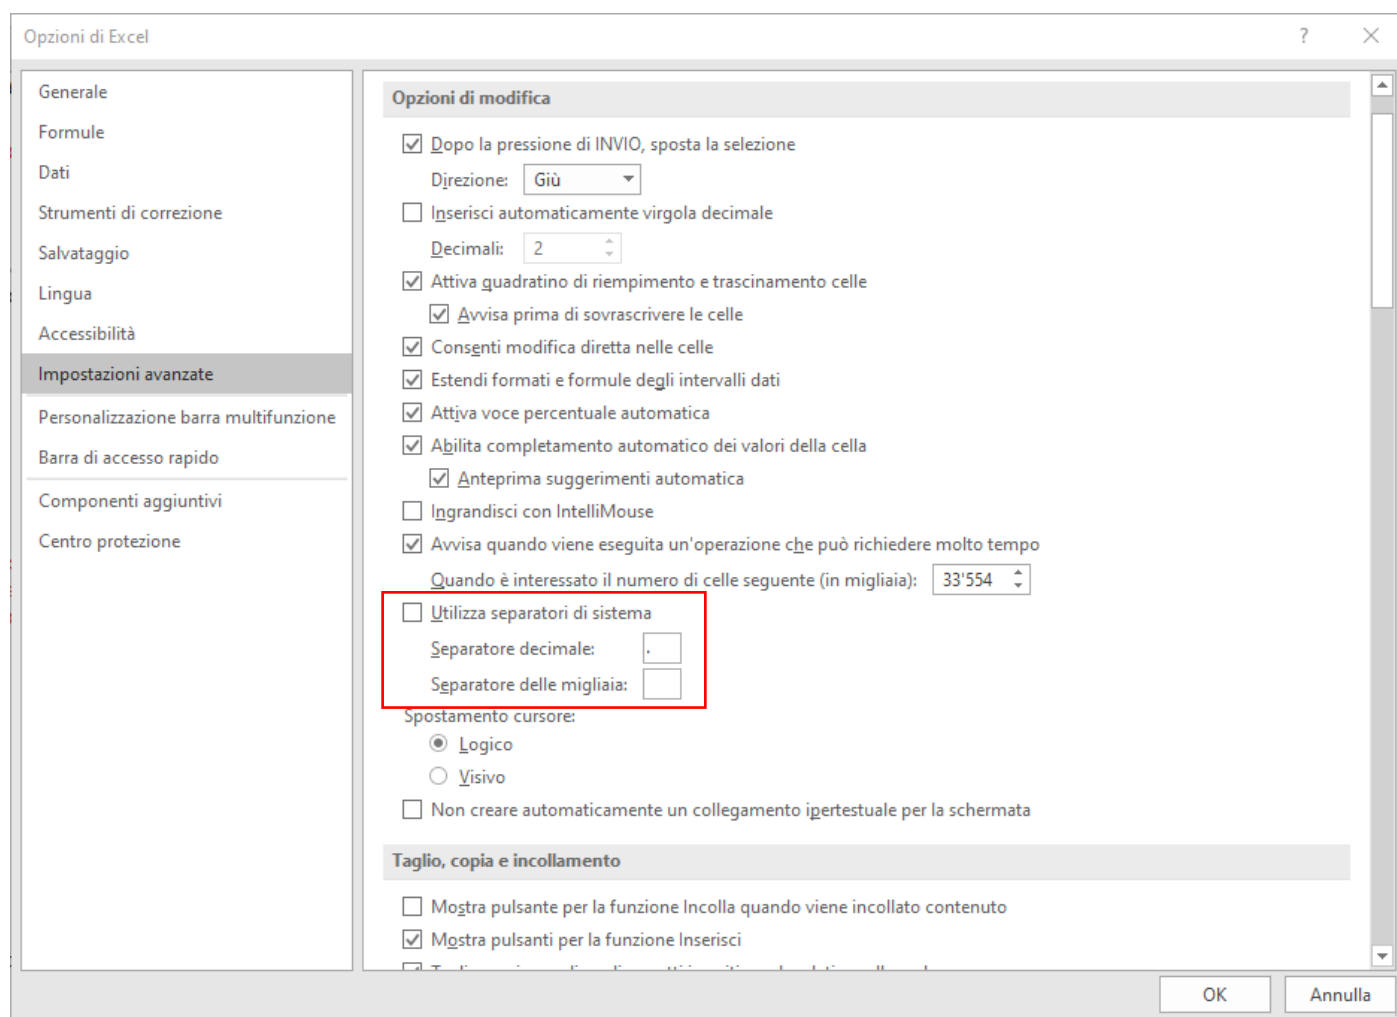 Opzioni di Excel
?
Generale
Formule
Dati
Strumenti di correzione
Salvataggio
Lingua
Accessibilità
Impostazioni avanzate
Personalizzazione barra multifunzione
Barra di accesso rapido
Componenti aggiuntivi
Centro protezione
Opzioni di modifica
Dopo la pressione di INVIO, sposta la selezione
Direzione: Giù
Inserisci automaticamente virgola decimale
Decimali: 2
Attiva quadratino di riempimento e trascinamento celle
Avvisa prima di sovrascrivere le celle
Consenti modifica diretta nelle celle
Estendi formati e formule degli intervalli dati
Attiva voce percentuale automatica
Abilita completamento automatico dei valori della cella
Anteprima suggerimenti automatica
Ingrandisci con IntelliMouse
Avvisa quando viene eseguita un'operazione che può richiedere molto tempo
Quando è interessato il numero di celle seguente (in migliaia): 33'554
Utilizza separatori di sistema
Separatore decimale: .
Separatore delle migliaia:
Spostamento cursore:
Logico
Visivo
Non creare automaticamente un collegamento ipertestuale per la schermata
Taglio, copia e incollamento
Mostra pulsante per la funzione Incolla quando viene incollato contenuto
Mostra pulsanti per la funzione Inserisci
OK Annulla